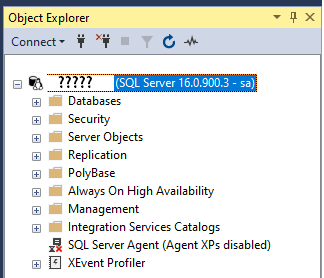 Object Explorer
Connect
????? (SQL Server 16.0.900.3 - sa)
Databases
Security
Server Objects
Replication
PolyBase
Always On High Availability
Management
Integration Services Catalogs
SQL Server Agent (Agent XPs disabled)
XEvent Profiler